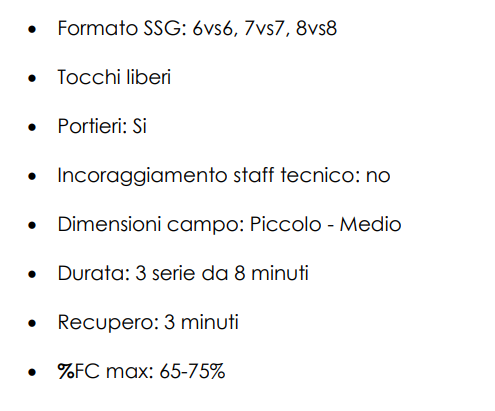 • Formato SSG: 6vs6, 7vs7, 8vs8
• Tocchi liberi
• Portieri: Si
• Incoraggiamento staff tecnico: no
• Dimensioni campo: Piccolo - Medio
• Durata: 3 serie da 8 minuti
• Recupero: 3 minuti
• %FC max: 65-75%